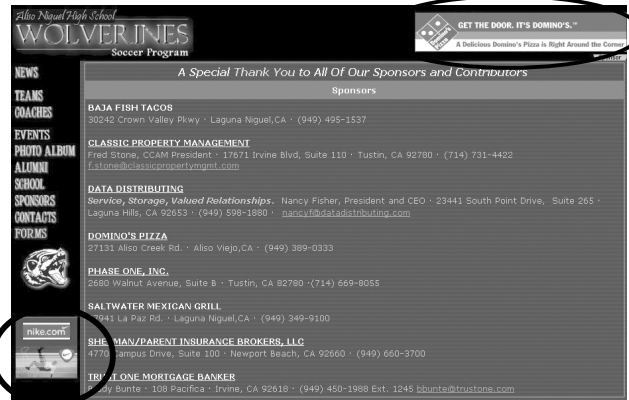 Aliso Niguel High School
WOLVERINES
Soccer Program
GET THE DOOR. IT'S DOMINO'S.™
A Delicious Domino's Pizza is Right Around the Corner
NEWS
TEAMS
COACHES
EVENTS
PHOTO ALBUM
ALUMNI
SCHOOL
SPONSORS
CONTACTS
FORMS
nike.com
A Special Thank You to All Of Our Sponsors and Contributors
Sponsors
BAJA FISH TACOS
30242 Crown Valley Pkwy · Laguna Niguel,CA · (949) 495-1537
CLASSIC PROPERTY MANAGEMENT
Fred Stone, CCAM President · 17671 Irvine Blvd, Suite 110 · Tustin, CA 92780 · (714) 731-4422
f.stone@classicpropertymgmt.com
DATA DISTRIBUTING
Service, Storage, Valued Relationships. Nancy Fisher, President and CEO · 23441 South Point Drive, Suite 265 ·
Laguna Hills, CA 92653 · (949) 598-1880 · nancyf@datadistributing.com
DOMINO'S PIZZA
27131 Aliso Creek Rd. · Aliso Viejo,CA · (949) 389-0333
PHASE ONE, INC.
2680 Walnut Avenue, Suite B · Tustin, CA 82780 ·(714) 669-8055
SALTWATER MEXICAN GRILL
La Paz Rd. · Laguna Niguel,CA · (949) 349-9100
PARENT INSURANCE BROKERS, LLC
4770 Campus Drive, Suite 100 · Newport Beach, CA 92660 · (949) 660-3700
TRUST ONE MORTGAGE BANKER
Bunte · 108 Pacifica · Irvine, CA 92618 · (949) 450-1988 Ext. 1245 bbunte@trustone.com